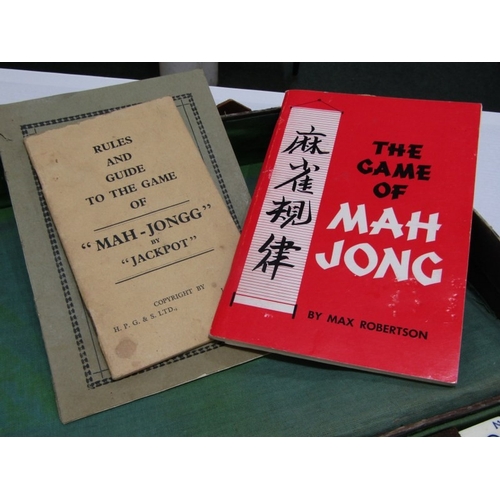 RULES
AND
GUIDE
TO THE GAME
OF
"MAH-JONGG"
BY
"JACKPOT"
COPYRIGHT BY
H. P. G. & S. LTD.
麻雀規律
THE
GAME
OF
MAH
JONG
BY MAX ROBERTSON